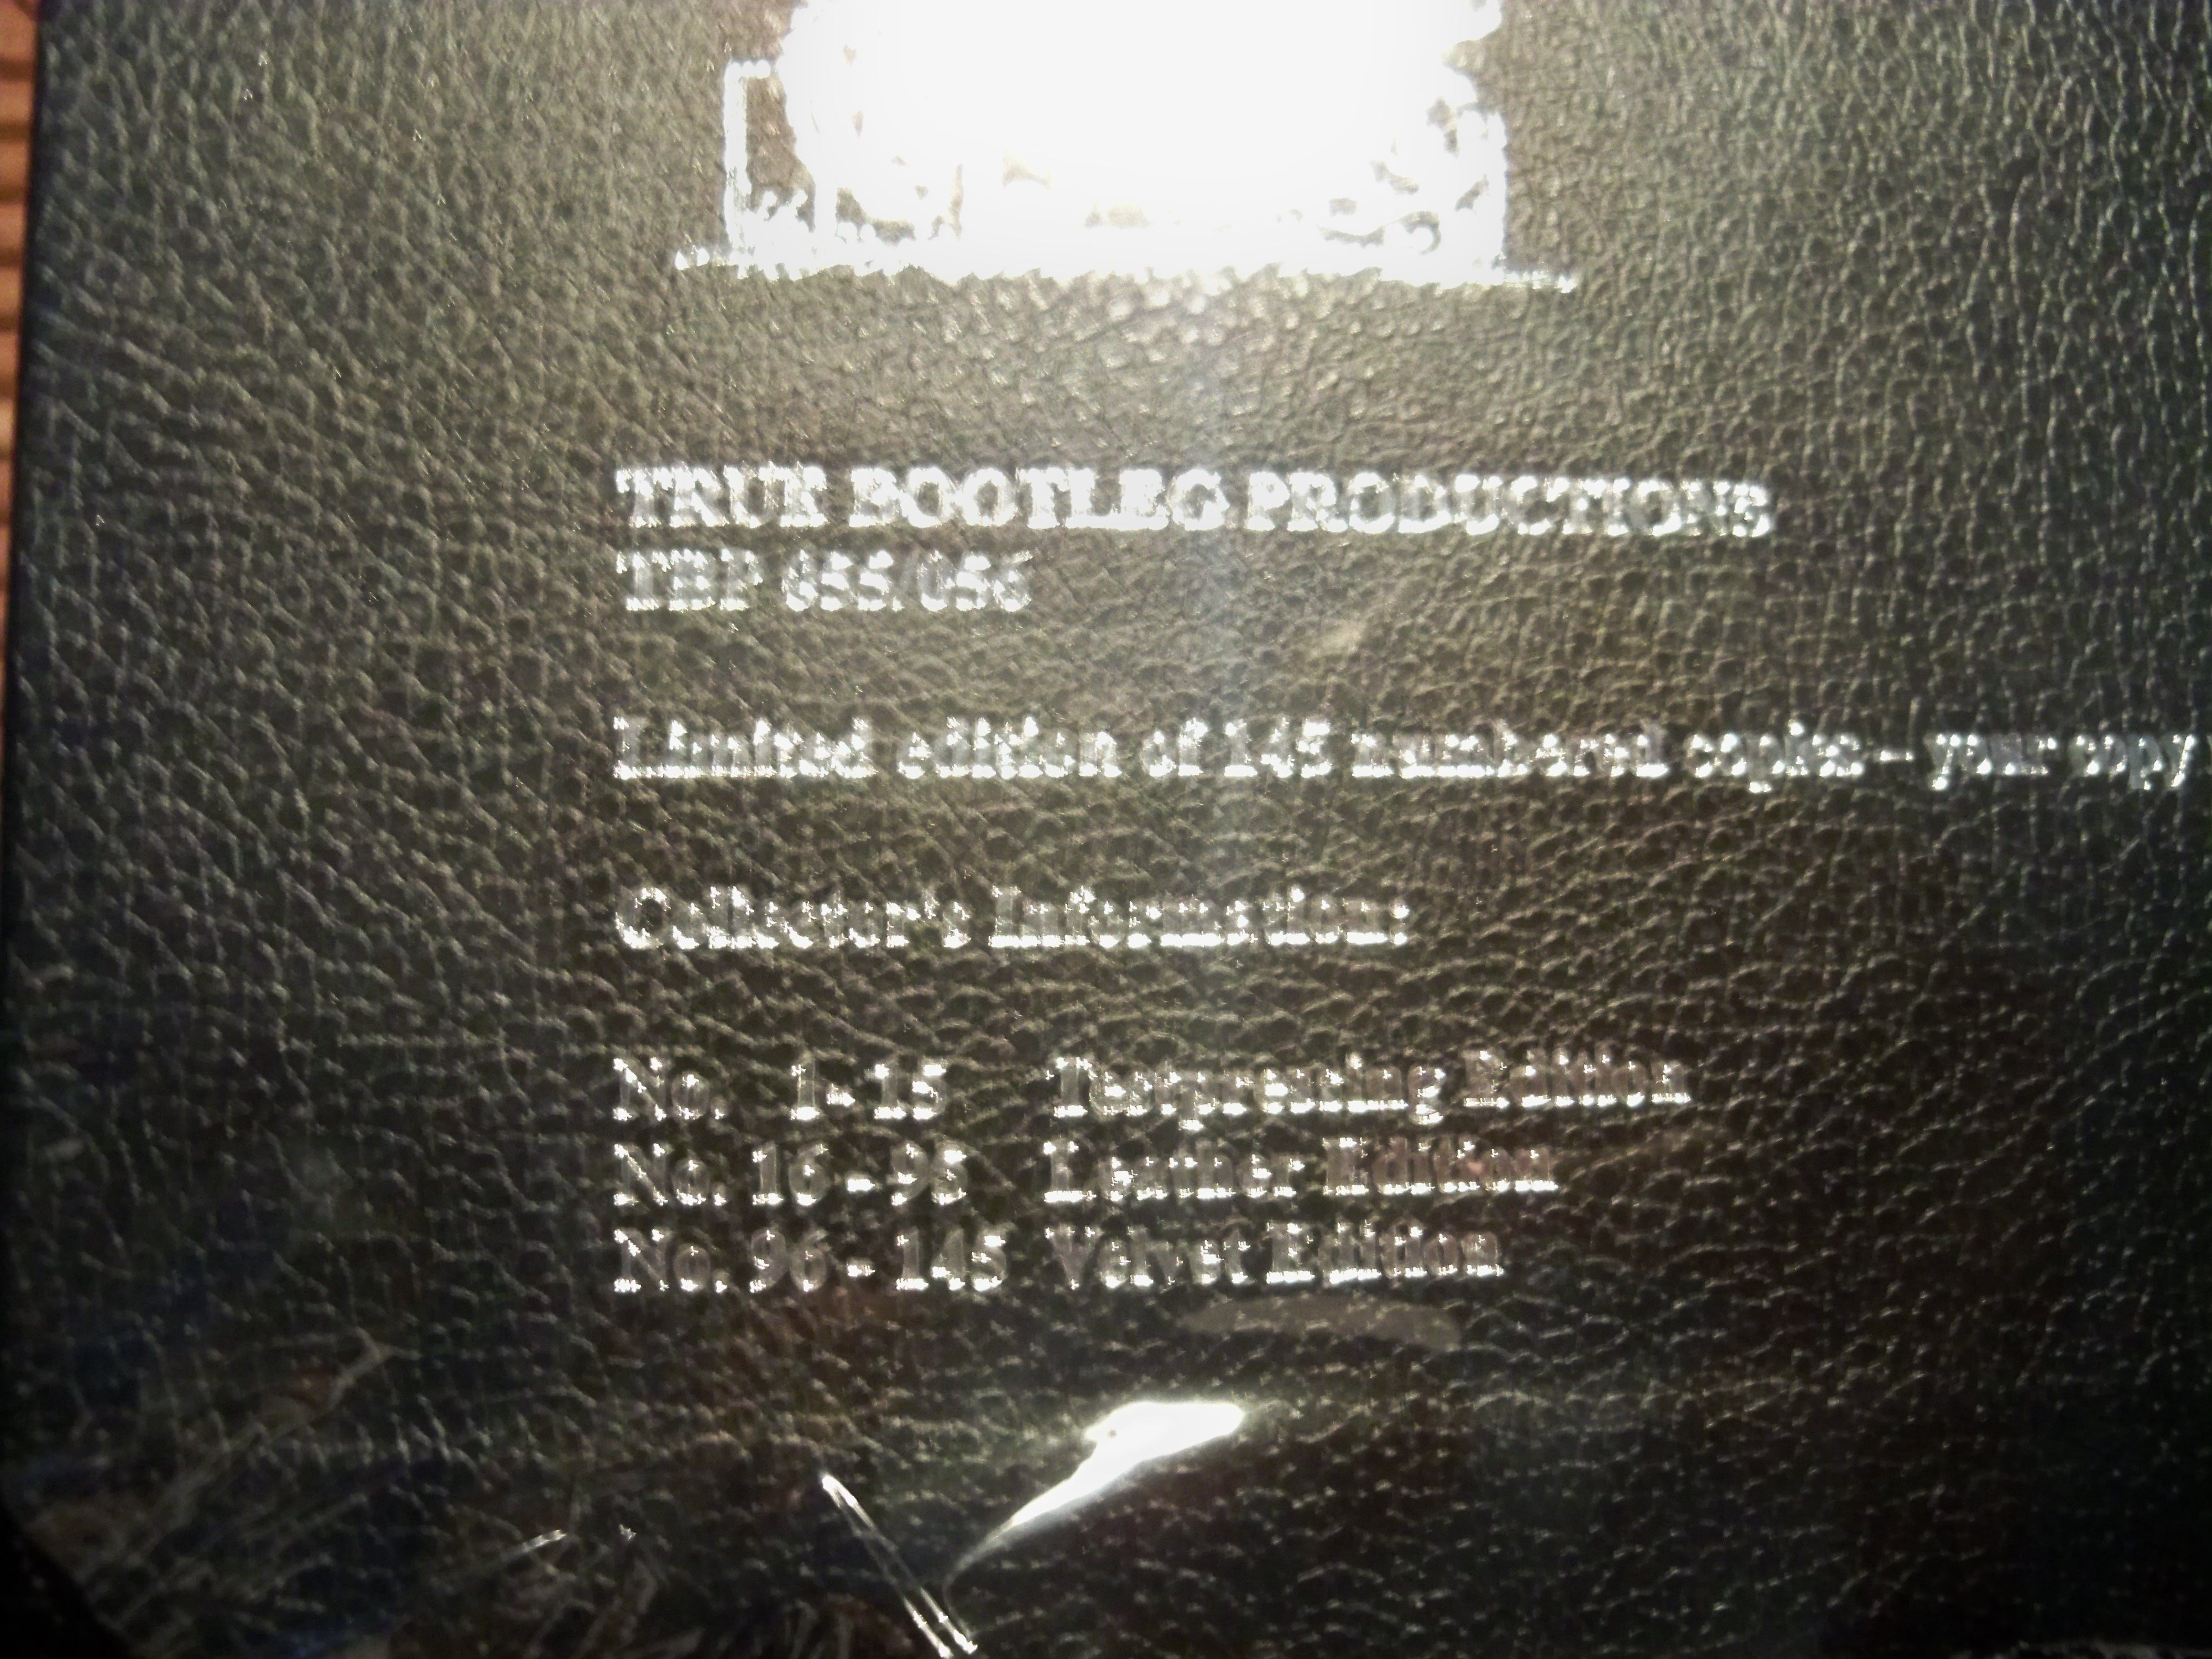 TRUE BOOTLEG PRODUCTIONS
TBP 055/056
Limited edition of 145 numbered copies - your copy
Collector's Information:
No. 1- 15 Testpressing Edition
No. 16 - 95 Leather Edition
No. 96 - 145 Velvet Edition